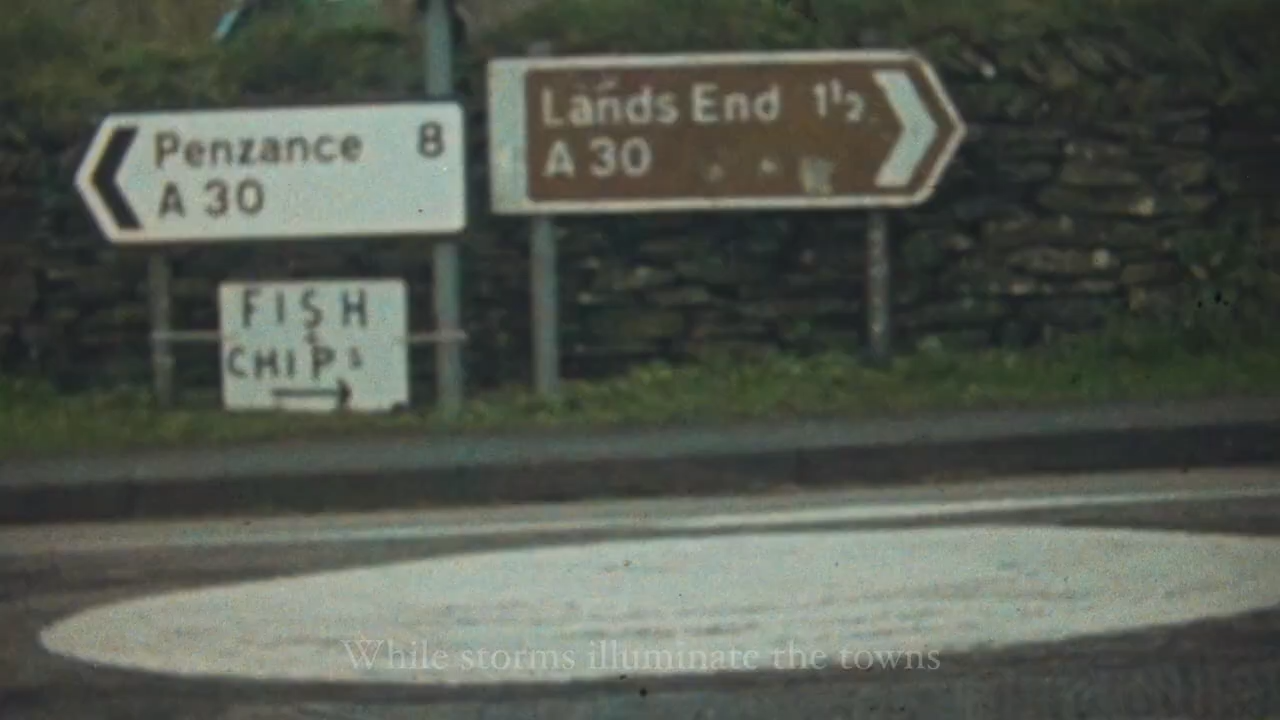 Penzance 8
A 30
Lands End 1½
A 30
FISH
&
CHIPS
While storms illuminate the towns